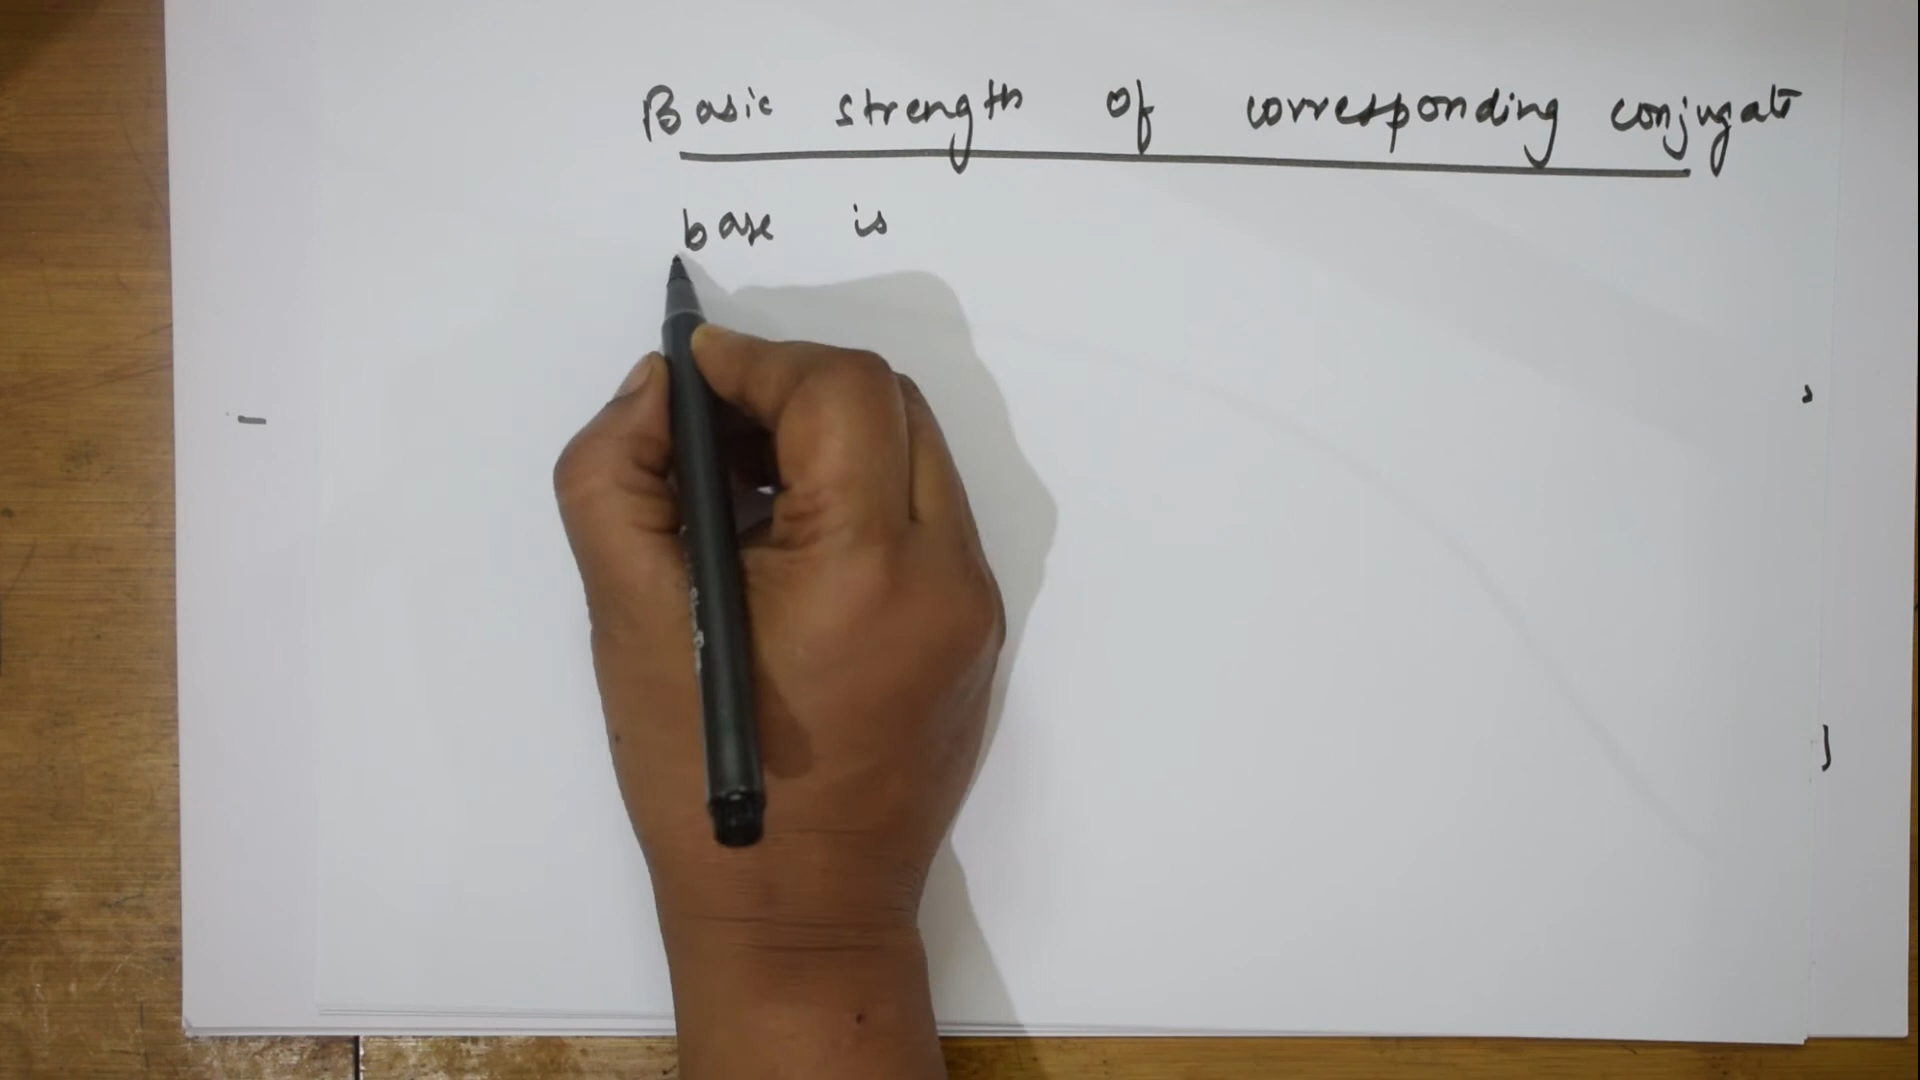 Basic strength of corresponding conjugate
base is